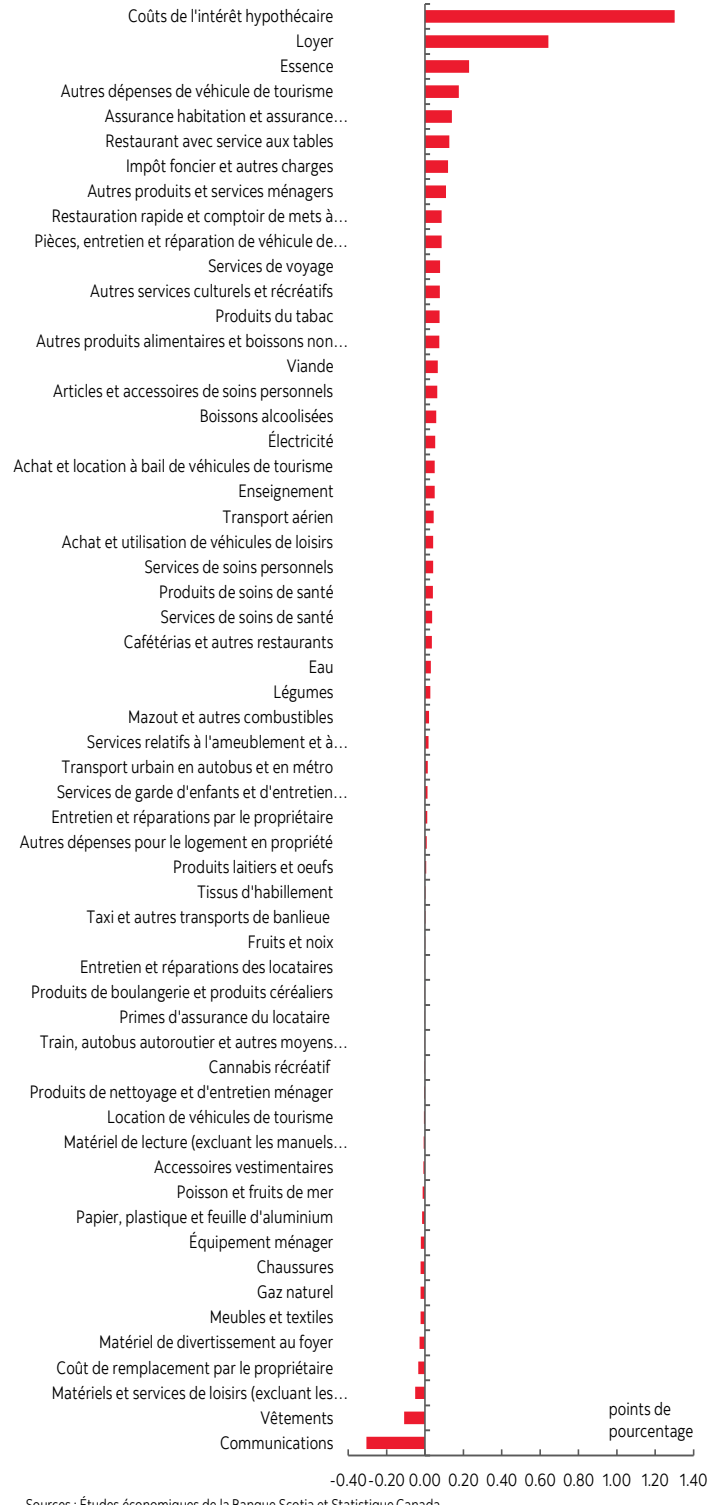 Coûts de l'intérêt hypothécaire
Loyer
Essence
Autres dépenses de véhicule de tourisme
Assurance habitation et assurance…
Restaurant avec service aux tables
Impôt foncier et autres charges
Autres produits et services ménagers
Restauration rapide et comptoir de mets à…
Pièces, entretien et réparation de véhicule de…
Services de voyage
Autres services culturels et récréatifs
Produits du tabac
Autres produits alimentaires et boissons non…
Viande
Articles et accessoires de soins personnels
Boissons alcoolisées
Électricité
Achat et location à bail de véhicules de tourisme
Enseignement
Transport aérien
Achat et utilisation de véhicules de loisirs
Services de soins personnels
Produits de soins de santé
Services de soins de santé
Cafétérias et autres restaurants
Eau
Légumes
Mazout et autres combustibles
Services relatifs à l'ameublement et à…
Transport urbain en autobus et en métro
Services de garde d'enfants et d'entretien…
Entretien et réparations par le propriétaire
Autres dépenses pour le logement en propriété
Produits laitiers et oeufs
Tissus d'habillement
Taxi et autres transports de banlieue
Fruits et noix
Entretien et réparations des locataires
Produits de boulangerie et produits céréaliers
Primes d'assurance du locataire
Train, autobus autoroutier et autres moyens…
Cannabis récréatif
Produits de nettoyage et d'entretien ménager
Location de véhicules de tourisme
Matériel de lecture (excluant les manuels…
Accessoires vestimentaires
Poisson et fruits de mer
Papier, plastique et feuille d'aluminium
Équipement ménager
Chaussures
Gaz naturel
Meubles et textiles
Matériel de divertissement au foyer
Coût de remplacement par le propriétaire
Matériels et services de loisirs (excluant les…
Vêtements
Communications
points de
pourcentage
-0.40 -0.20 0.00 0.20 0.40 0.60 0.80 1.00 1.20 1.40
Sources : Études économiques de la Banque Scotia et Statistique Canada